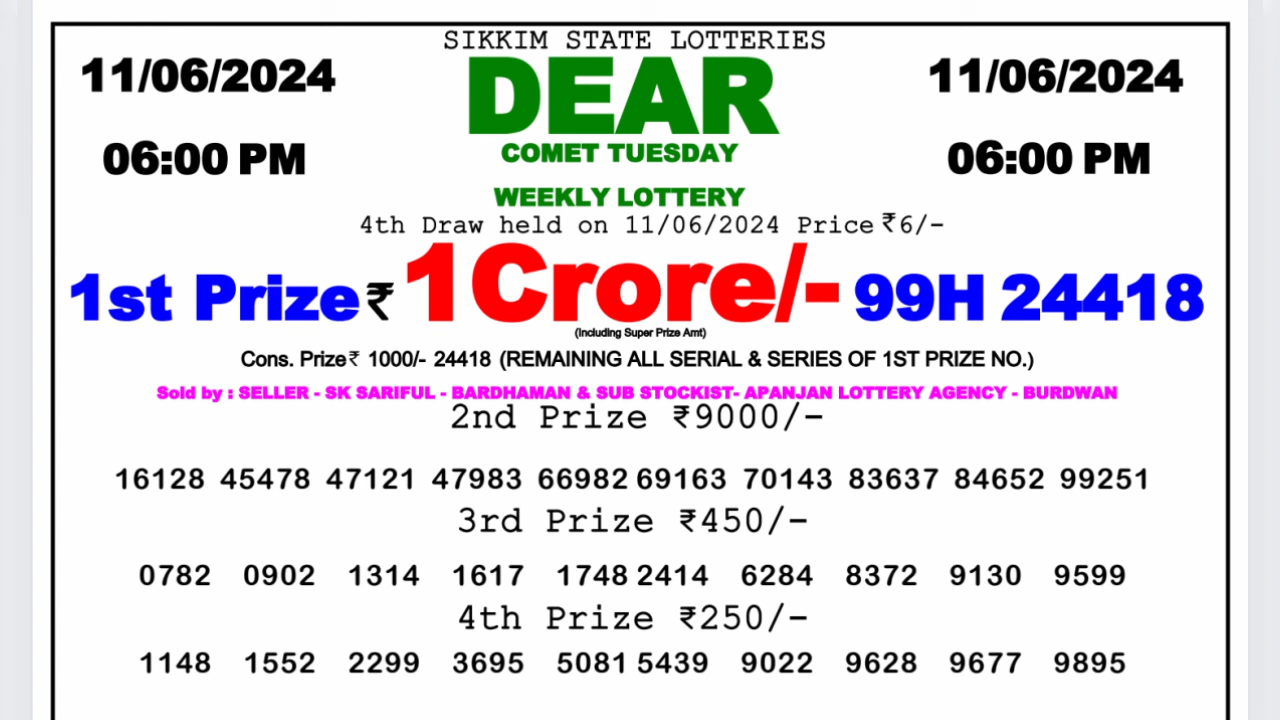 SIKKIM STATE LOTTERIES
11/06/2024 DEAR 11/06/2024
06:00 PM COMET TUESDAY 06:00 PM
WEEKLY LOTTERY
4th Draw held on 11/06/2024 Price ₹6/-
1st Prize ₹ 1Crore/- 99H 24418
(Including Super Prize Amt)
Cons. Prize ₹ 1000/- 24418 (REMAINING ALL SERIAL & SERIES OF 1ST PRIZE NO.)
Sold by : SELLER - SK SARIFUL - BARDHAMAN & SUB STOCKIST- APANJAN LOTTERY AGENCY - BURDWAN
2nd Prize ₹9000/-
16128 45478 47121 47983 66982 69163 70143 83637 84652 99251
3rd Prize ₹450/-
0782 0902 1314 1617 1748 2414 6284 8372 9130 9599
4th Prize ₹250/-
1148 1552 2299 3695 5081 5439 9022 9628 9677 9895